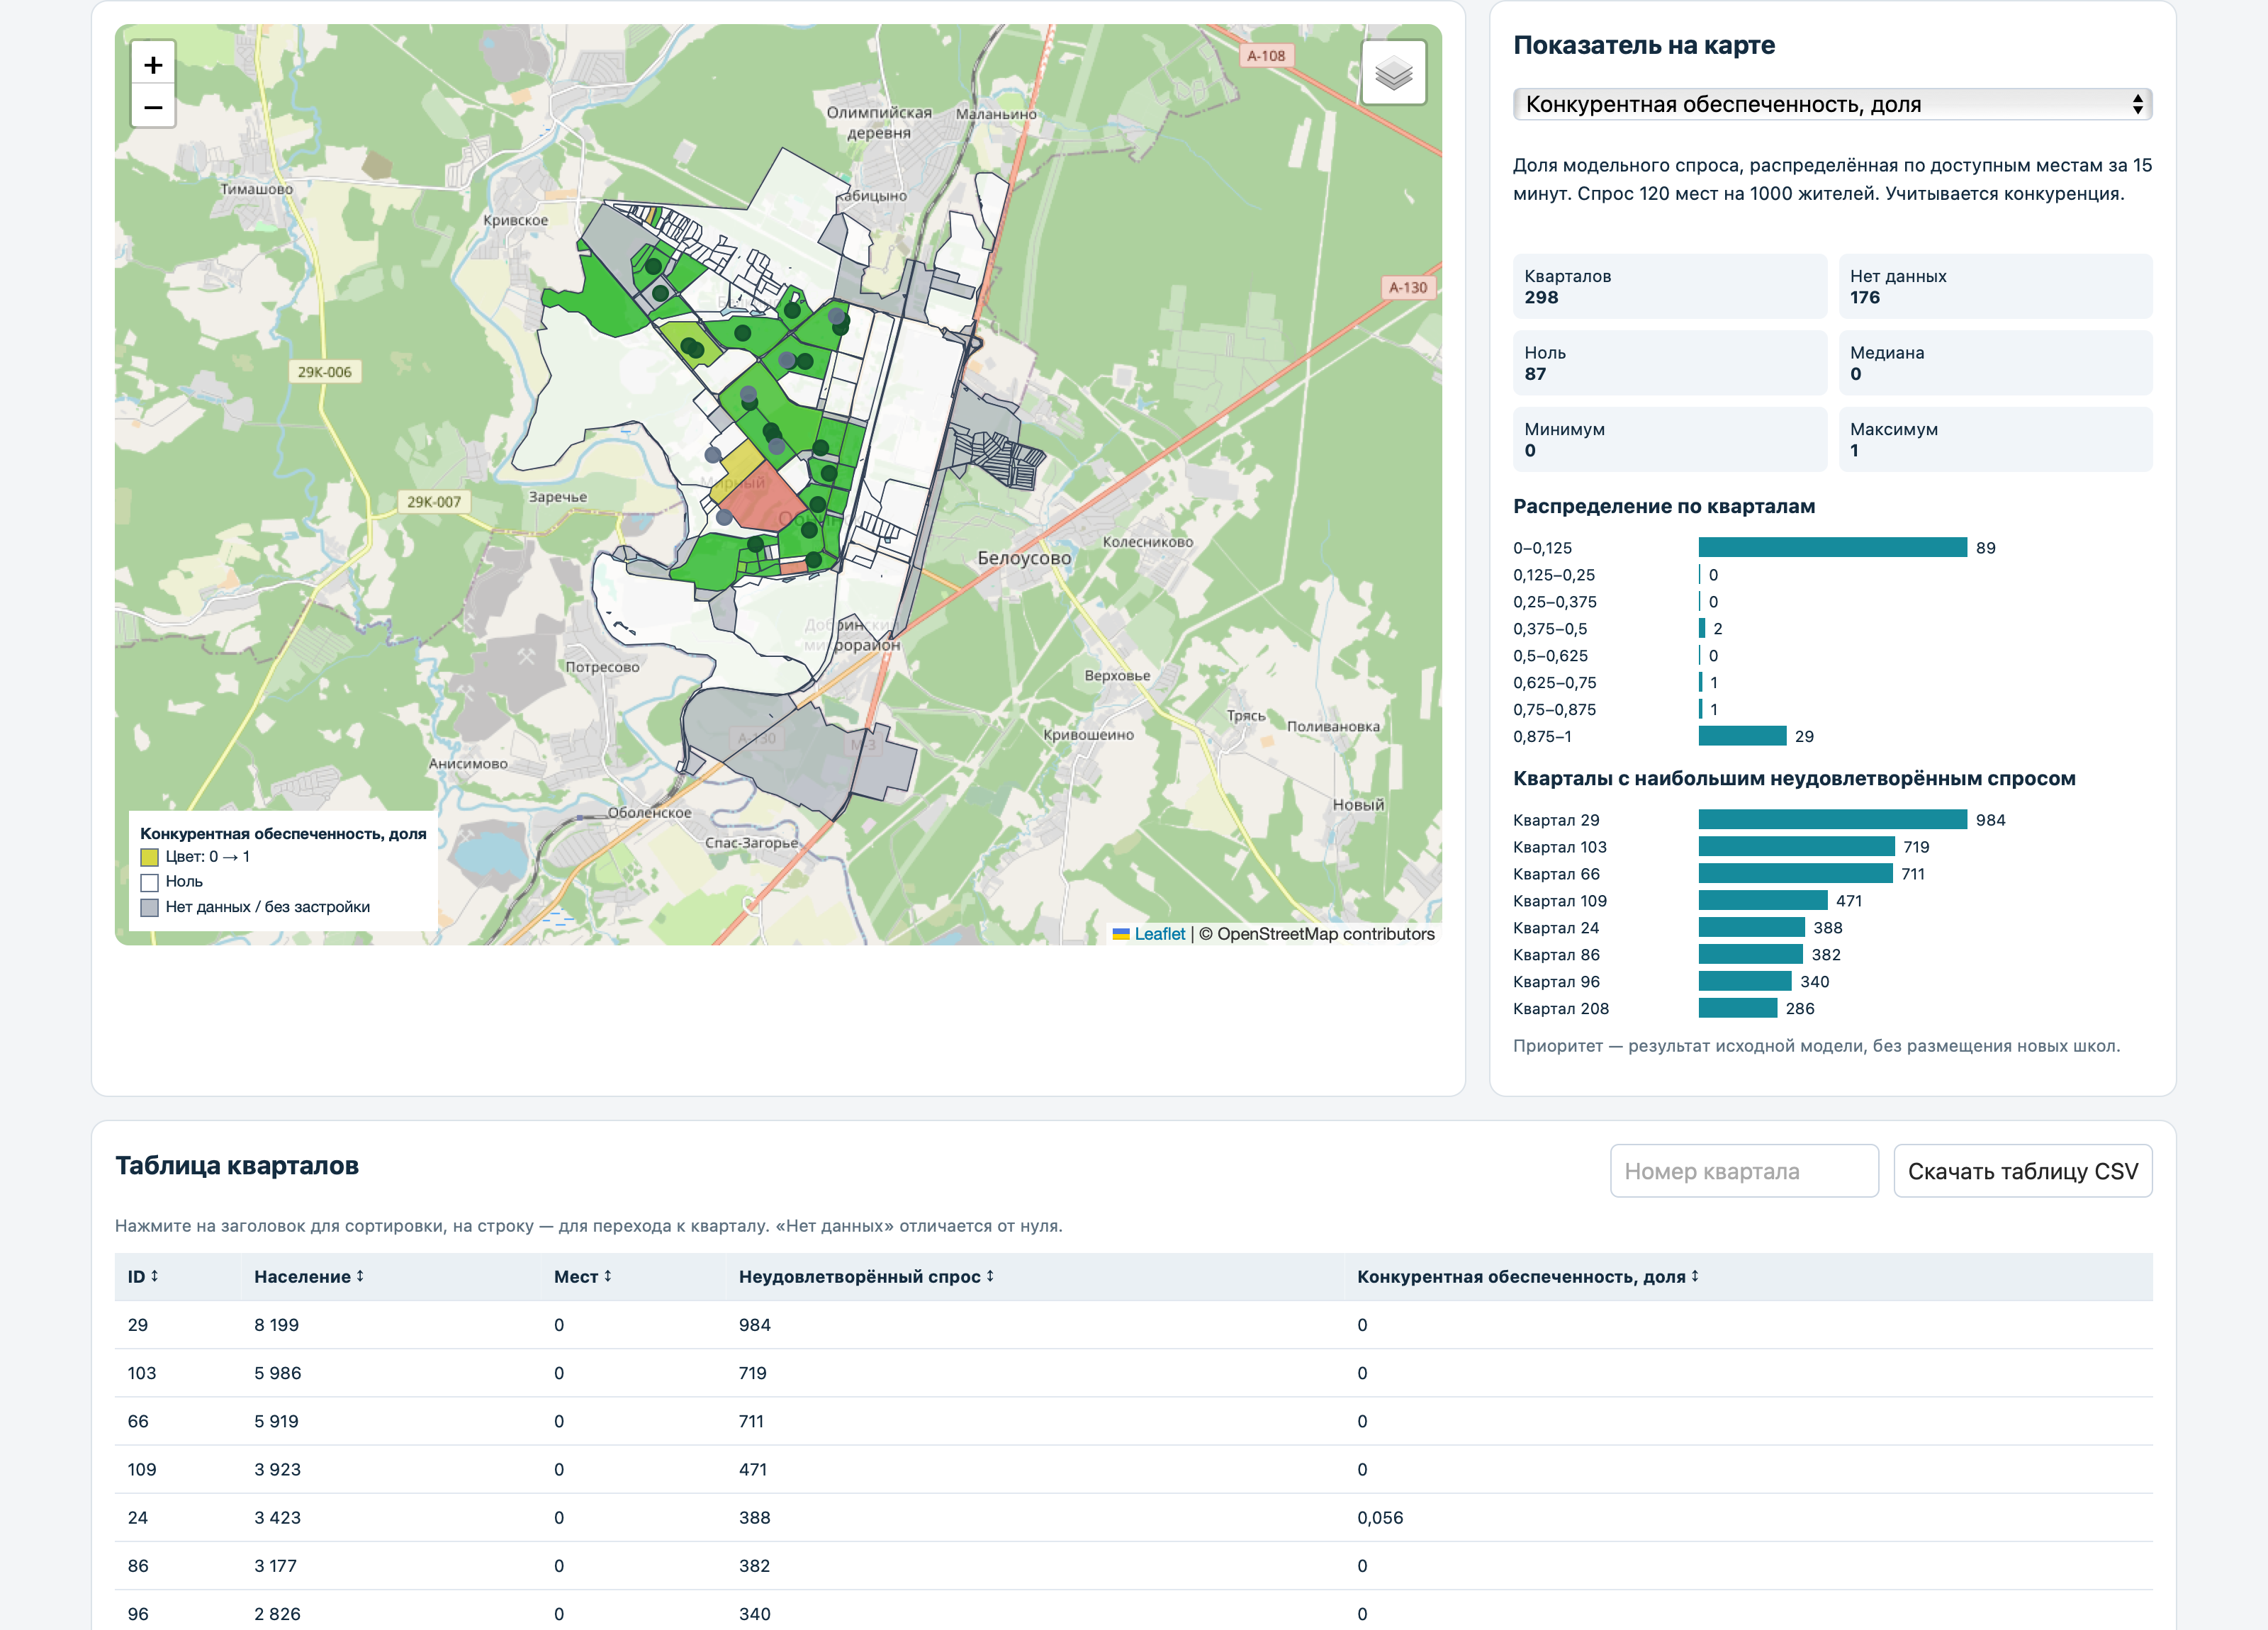 +
−
А-108
Олимпийская
деревня
Маланьино
Кабицыно
Тимашово
Кривское
А-130
29К-006
29К-007
Заречье
Мирный
Белоусово
Колесниково
Добринский
микрорайон
Потресово
Верховье
Трясь
Поливановка
Кривошеино
А-130
М-3
Анисимово
Новый
Оболенское
Спас-Загорье
Конкурентная обеспеченность, доля
Цвет: 0 → 1
Ноль
Нет данных / без застройки
Leaflet | © OpenStreetMap contributors
Показатель на карте
Конкурентная обеспеченность, доля
Доля модельного спроса, распределённая по доступным местам за 15
минут. Спрос 120 мест на 1000 жителей. Учитывается конкуренция.
Кварталов
298
Нет данных
176
Ноль
87
Медиана
0
Минимум
0
Максимум
1
Распределение по кварталам
0–0,125 89
0,125–0,25 0
0,25–0,375 0
0,375–0,5 2
0,5–0,625 0
0,625–0,75 1
0,75–0,875 1
0,875–1 29
Кварталы с наибольшим неудовлетворённым спросом
Квартал 29 984
Квартал 103 719
Квартал 66 711
Квартал 109 471
Квартал 24 388
Квартал 86 382
Квартал 96 340
Квартал 208 286
Приоритет — результат исходной модели, без размещения новых школ.
Таблица кварталов
Номер квартала
Скачать таблицу CSV
Нажмите на заголовок для сортировки, на строку — для перехода к кварталу. «Нет данных» отличается от нуля.
ID ↕ Население ↕ Мест ↕ Неудовлетворённый спрос ↕ Конкурентная обеспеченность, доля ↕
29 8 199 0 984 0
103 5 986 0 719 0
66 5 919 0 711 0
109 3 923 0 471 0
24 3 423 0 388 0,056
86 3 177 0 382 0
96 2 826 0 340 0